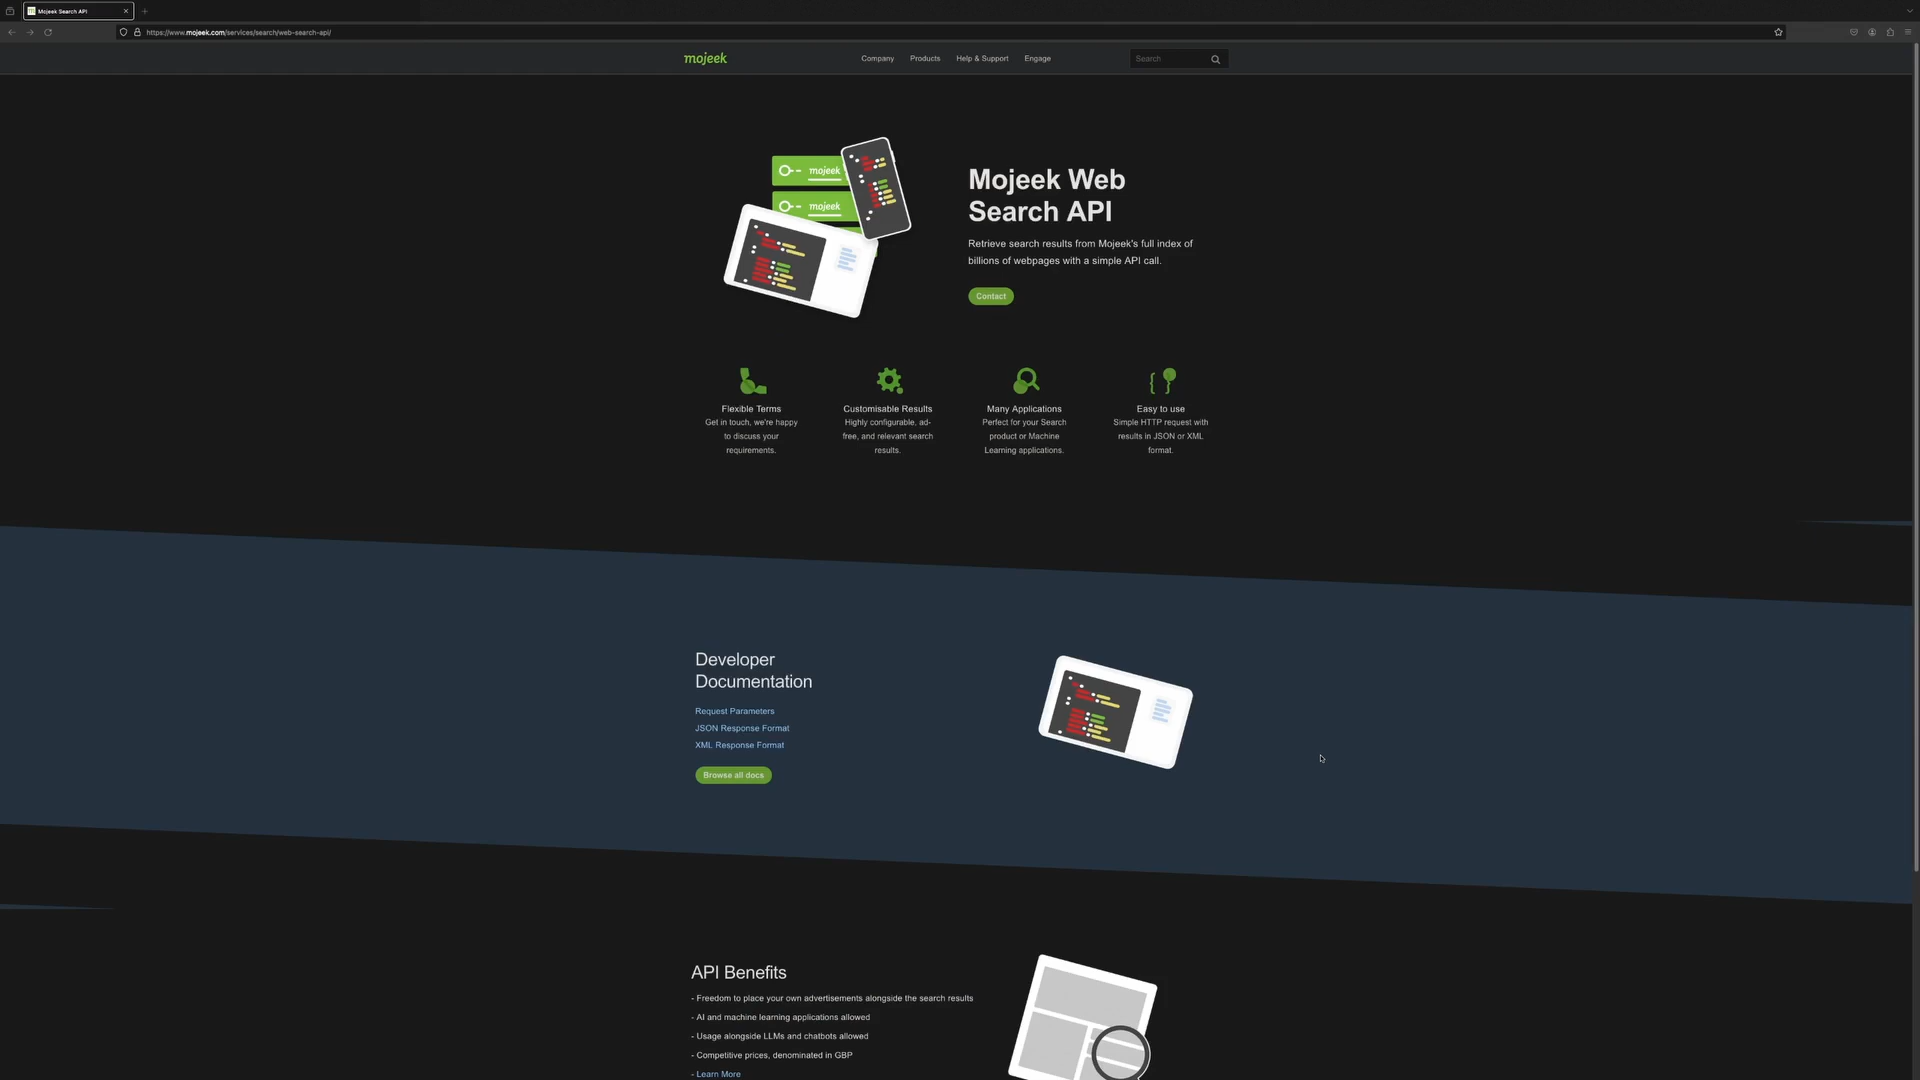 Mojeek Search API
https://www.mojeek.com/services/search/web-search-api/
mojeek
Company
Products
Help & Support
Engage
Search
mojeek
mojeek
Mojeek Web
Search API
Retrieve search results from Mojeek's full index of
billions of webpages with a simple API call.
Contact
Flexible Terms
Get in touch, we're happy
to discuss your
requirements.
Customisable Results
Highly configurable, ad-
free, and relevant search
results.
Many Applications
Perfect for your Search
product or Machine
Learning applications.
Easy to use
Simple HTTP request with
results in JSON or XML
format.
Developer
Documentation
Request Parameters
JSON Response Format
XML Response Format
Browse all docs
API Benefits
- Freedom to place your own advertisements alongside the search results
- AI and machine learning applications allowed
- Usage alongside LLMs and chatbots allowed
- Competitive prices, denominated in GBP
- Learn More